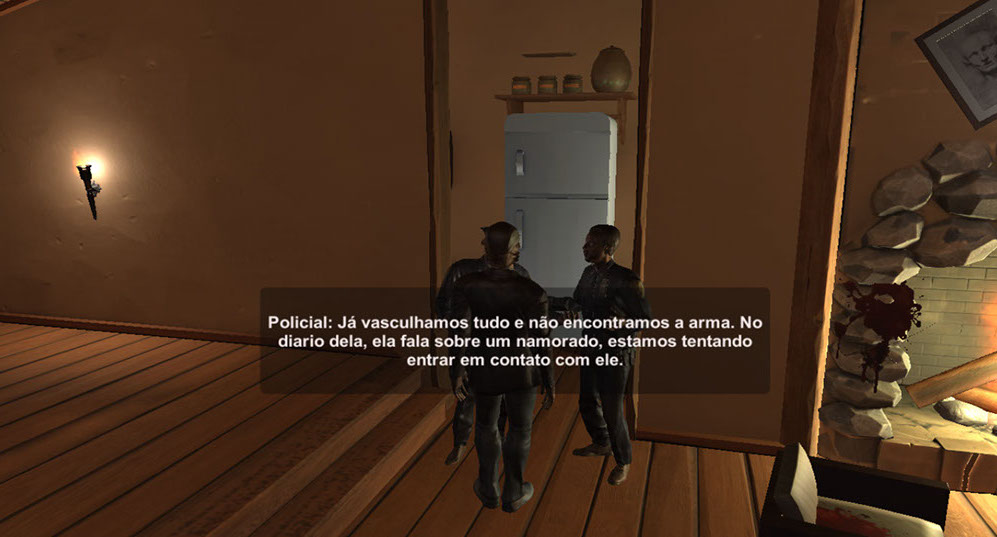 Policial: Já vasculhamos tudo e não encontramos a arma. No
diario dela, ela fala sobre um namorado, estamos tentando
entrar em contato com ele.